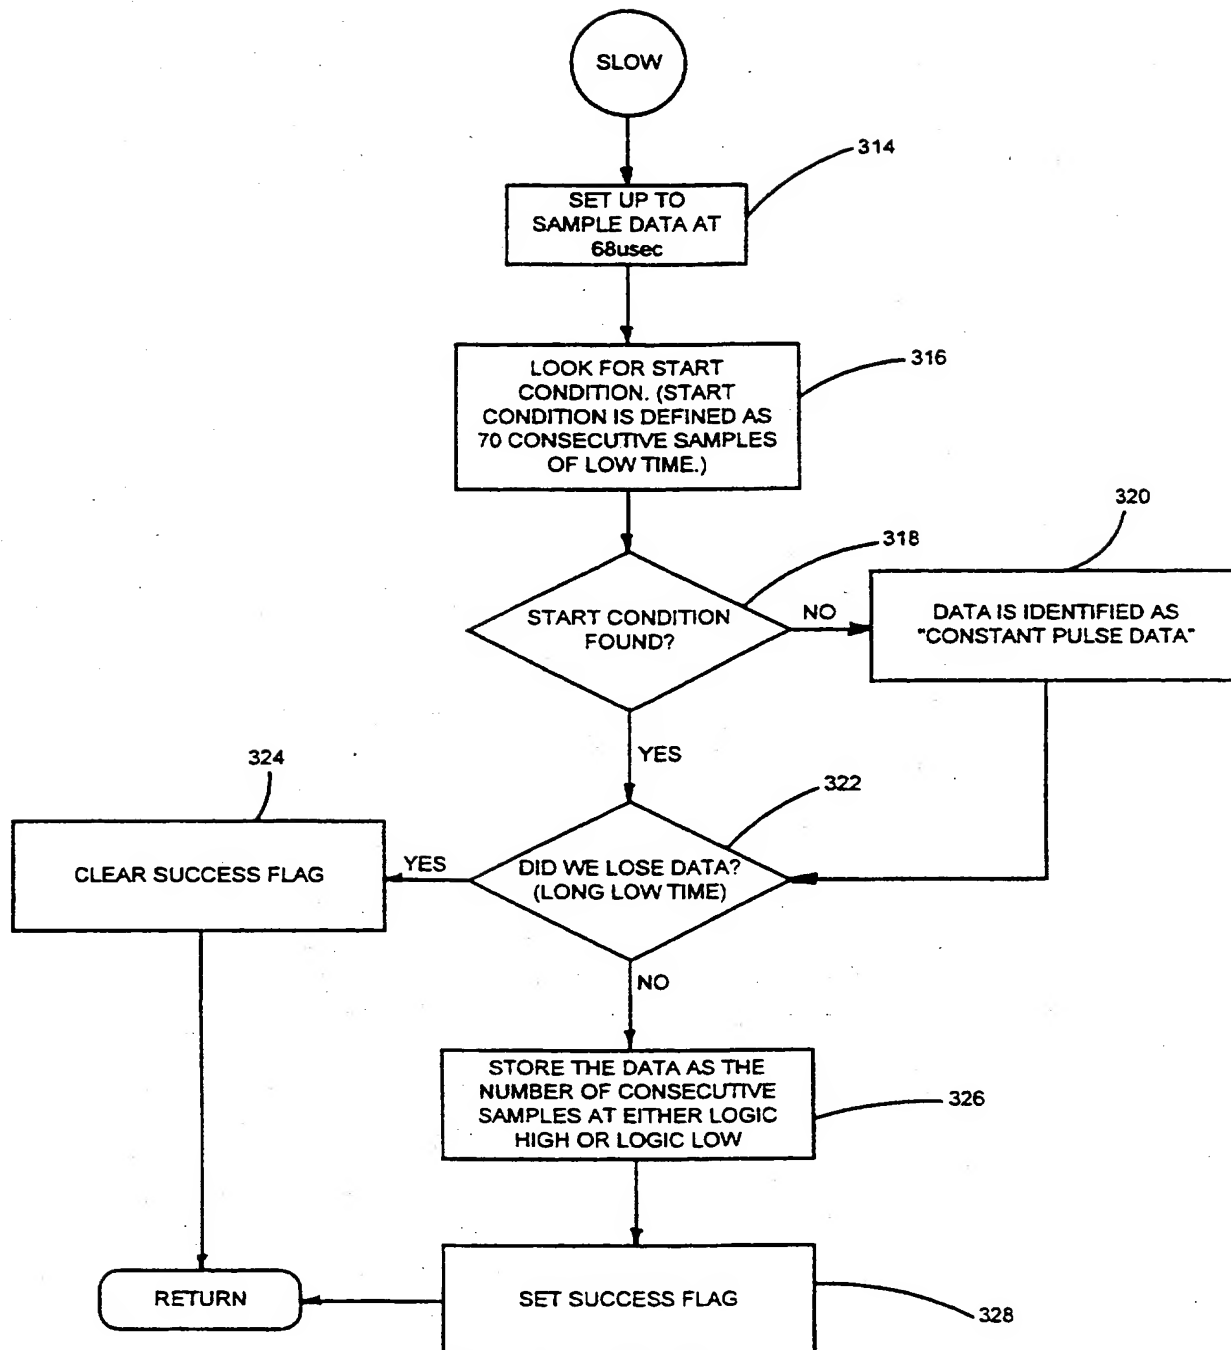 SLOW
314
SET UP TO
SAMPLE DATA AT
68usec
316
LOOK FOR START
CONDITION. (START
CONDITION IS DEFINED AS
70 CONSECUTIVE SAMPLES
OF LOW TIME.)
318
START CONDITION
FOUND?
NO
320
DATA IS IDENTIFIED AS
"CONSTANT PULSE DATA"
YES
322
DID WE LOSE DATA?
(LONG LOW TIME)
YES
324
CLEAR SUCCESS FLAG
NO
STORE THE DATA AS THE
NUMBER OF CONSECUTIVE
SAMPLES AT EITHER LOGIC
HIGH OR LOGIC LOW
326
SET SUCCESS FLAG
328
RETURN